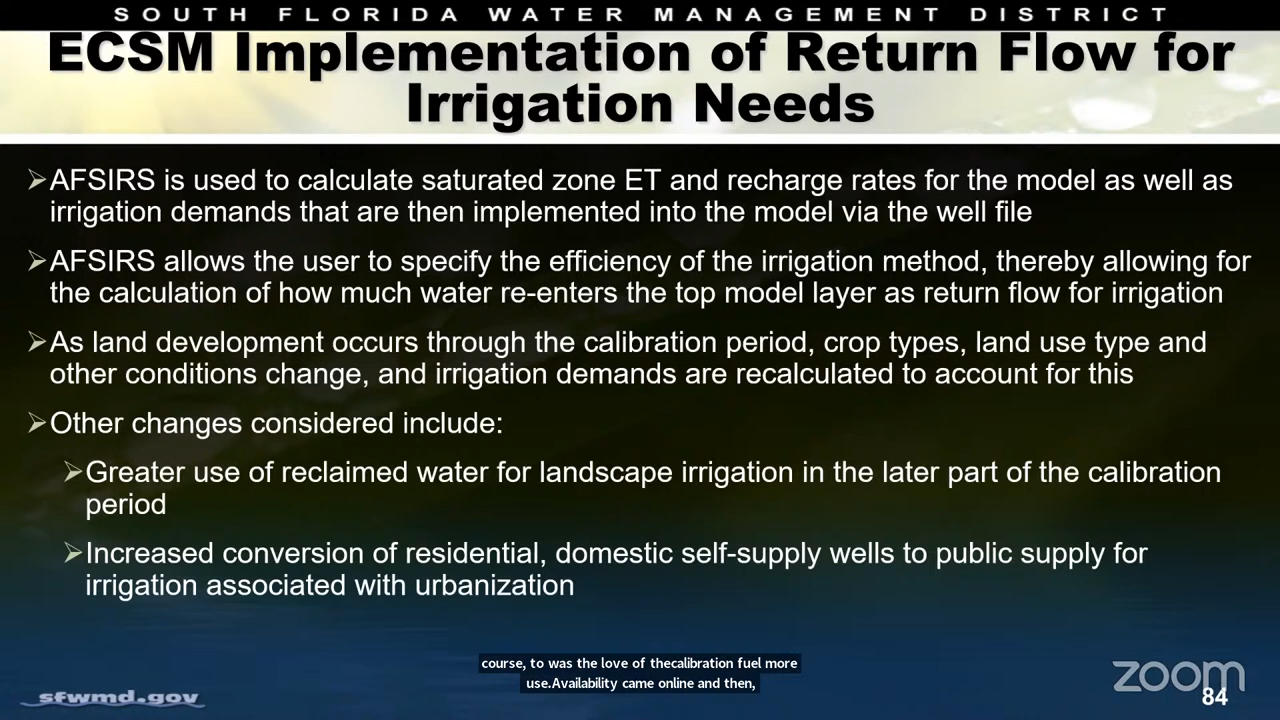 SOUTH FLORIDA WATER MANAGEMENT DISTRICT
ECSM Implementation of Return Flow for
Irrigation Needs
➢AFSIRS is used to calculate saturated zone ET and recharge rates for the model as well as
irrigation demands that are then implemented into the model via the well file
➢AFSIRS allows the user to specify the efficiency of the irrigation method, thereby allowing for
the calculation of how much water re-enters the top model layer as return flow for irrigation
➢As land development occurs through the calibration period, crop types, land use type and
other conditions change, and irrigation demands are recalculated to account for this
➢Other changes considered include:
➢Greater use of reclaimed water for landscape irrigation in the later part of the calibration
period
➢Increased conversion of residential, domestic self-supply wells to public supply for
irrigation associated with urbanization
course, to was the love of thecalibration fuel more
use.Availability came online and then,
sfwmd.gov
zoom
84